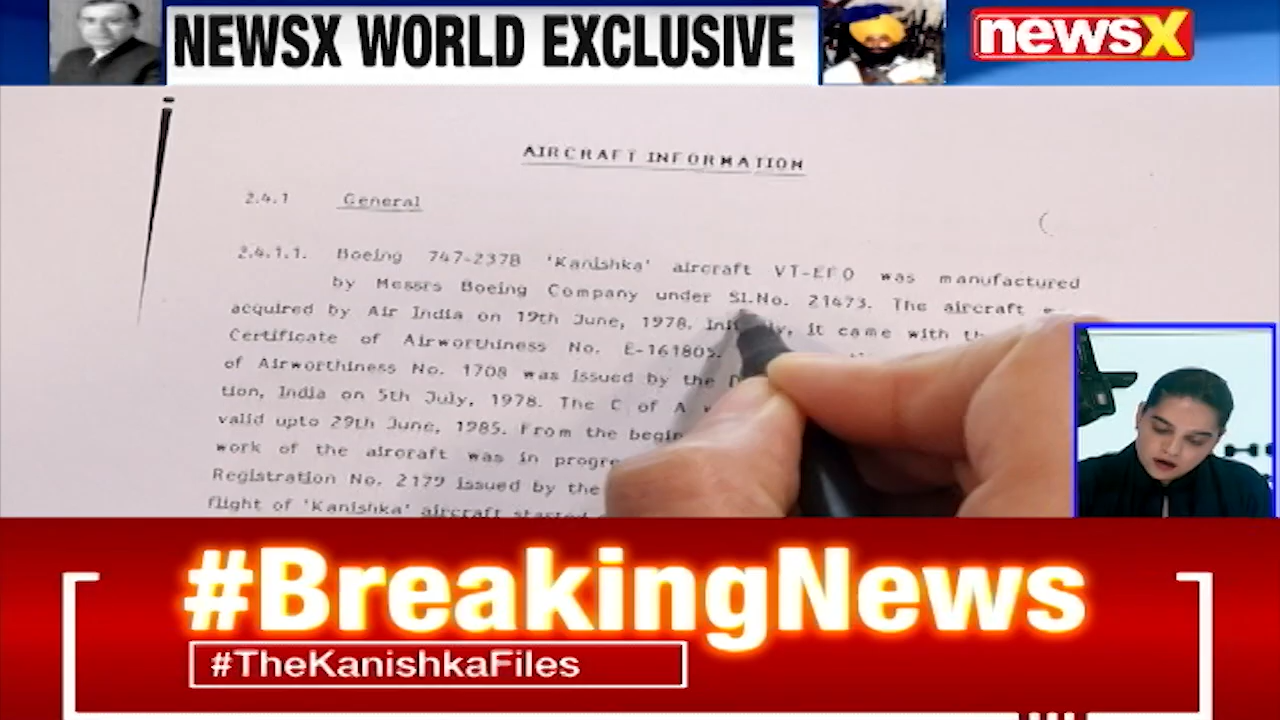 NEWSX WORLD EXCLUSIVE
newsX
AIRCRAFT INFORMATION
2.4.1 General
2.4.1.1. Boeing 747-237B 'Kanishka' aircraft VT-EFO was manufactured
by Messrs Boeing Company under Sl.No. 21473. The aircraft
acquired by Air India on 19th June, 1978. it came with
Certificate of Airworthiness No. E-161805.
of Airworthiness No. 1708 was issued by the
tion, India on 5th July, 1978. The C of A
valid upto 29th June, 1985. From the
work of the aircraft was in
Registration No. 2179 issued by the
flight of 'Kanishka' aircraft started
#BreakingNews
#TheKanishkaFiles